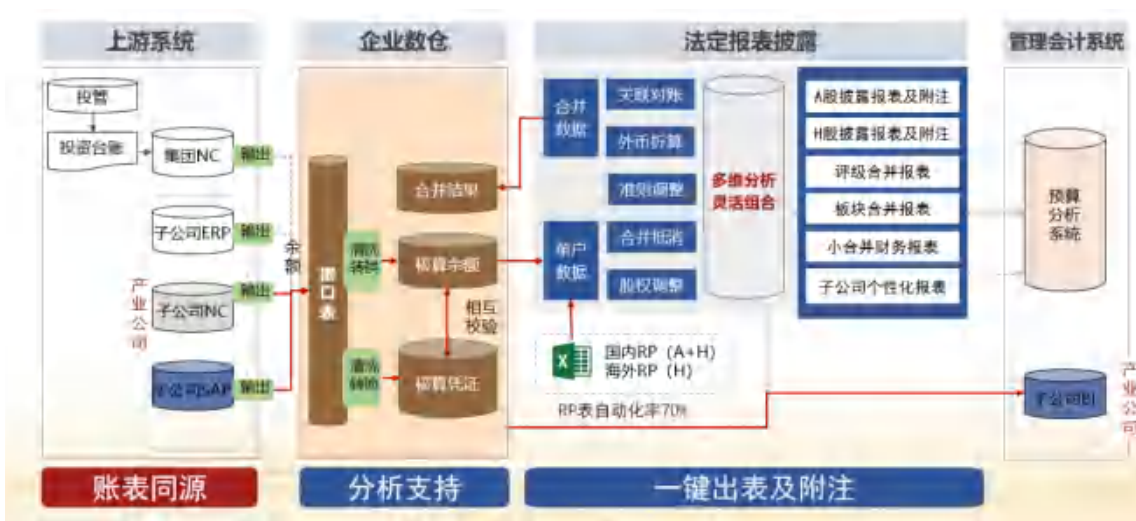 上游系统
企业数仓
法定报表披露
管理会计系统
投管
投资台账
集团NC
输出
子公司ERP
输出
产业公司
子公司NC
输出
子公司SAP
输出
余额
接口表
清洗
转换
清洗
转换
合并结果
核算余额
相互
校验
核算凭证
合并
数据
单户
数据
关联对账
外币折算
准则调整
合并抵消
股权调整
多维分析
灵活组合
国内RP（A+H）
海外RP（H）
RP表自动化率70%
A股披露报表及附注
H股披露报表及附注
评级合并报表
板块合并报表
小合并财务报表
子公司个性化报表
预算
分析
系统
子公司BI
产业公司
账表同源
分析支持
一键出表及附注